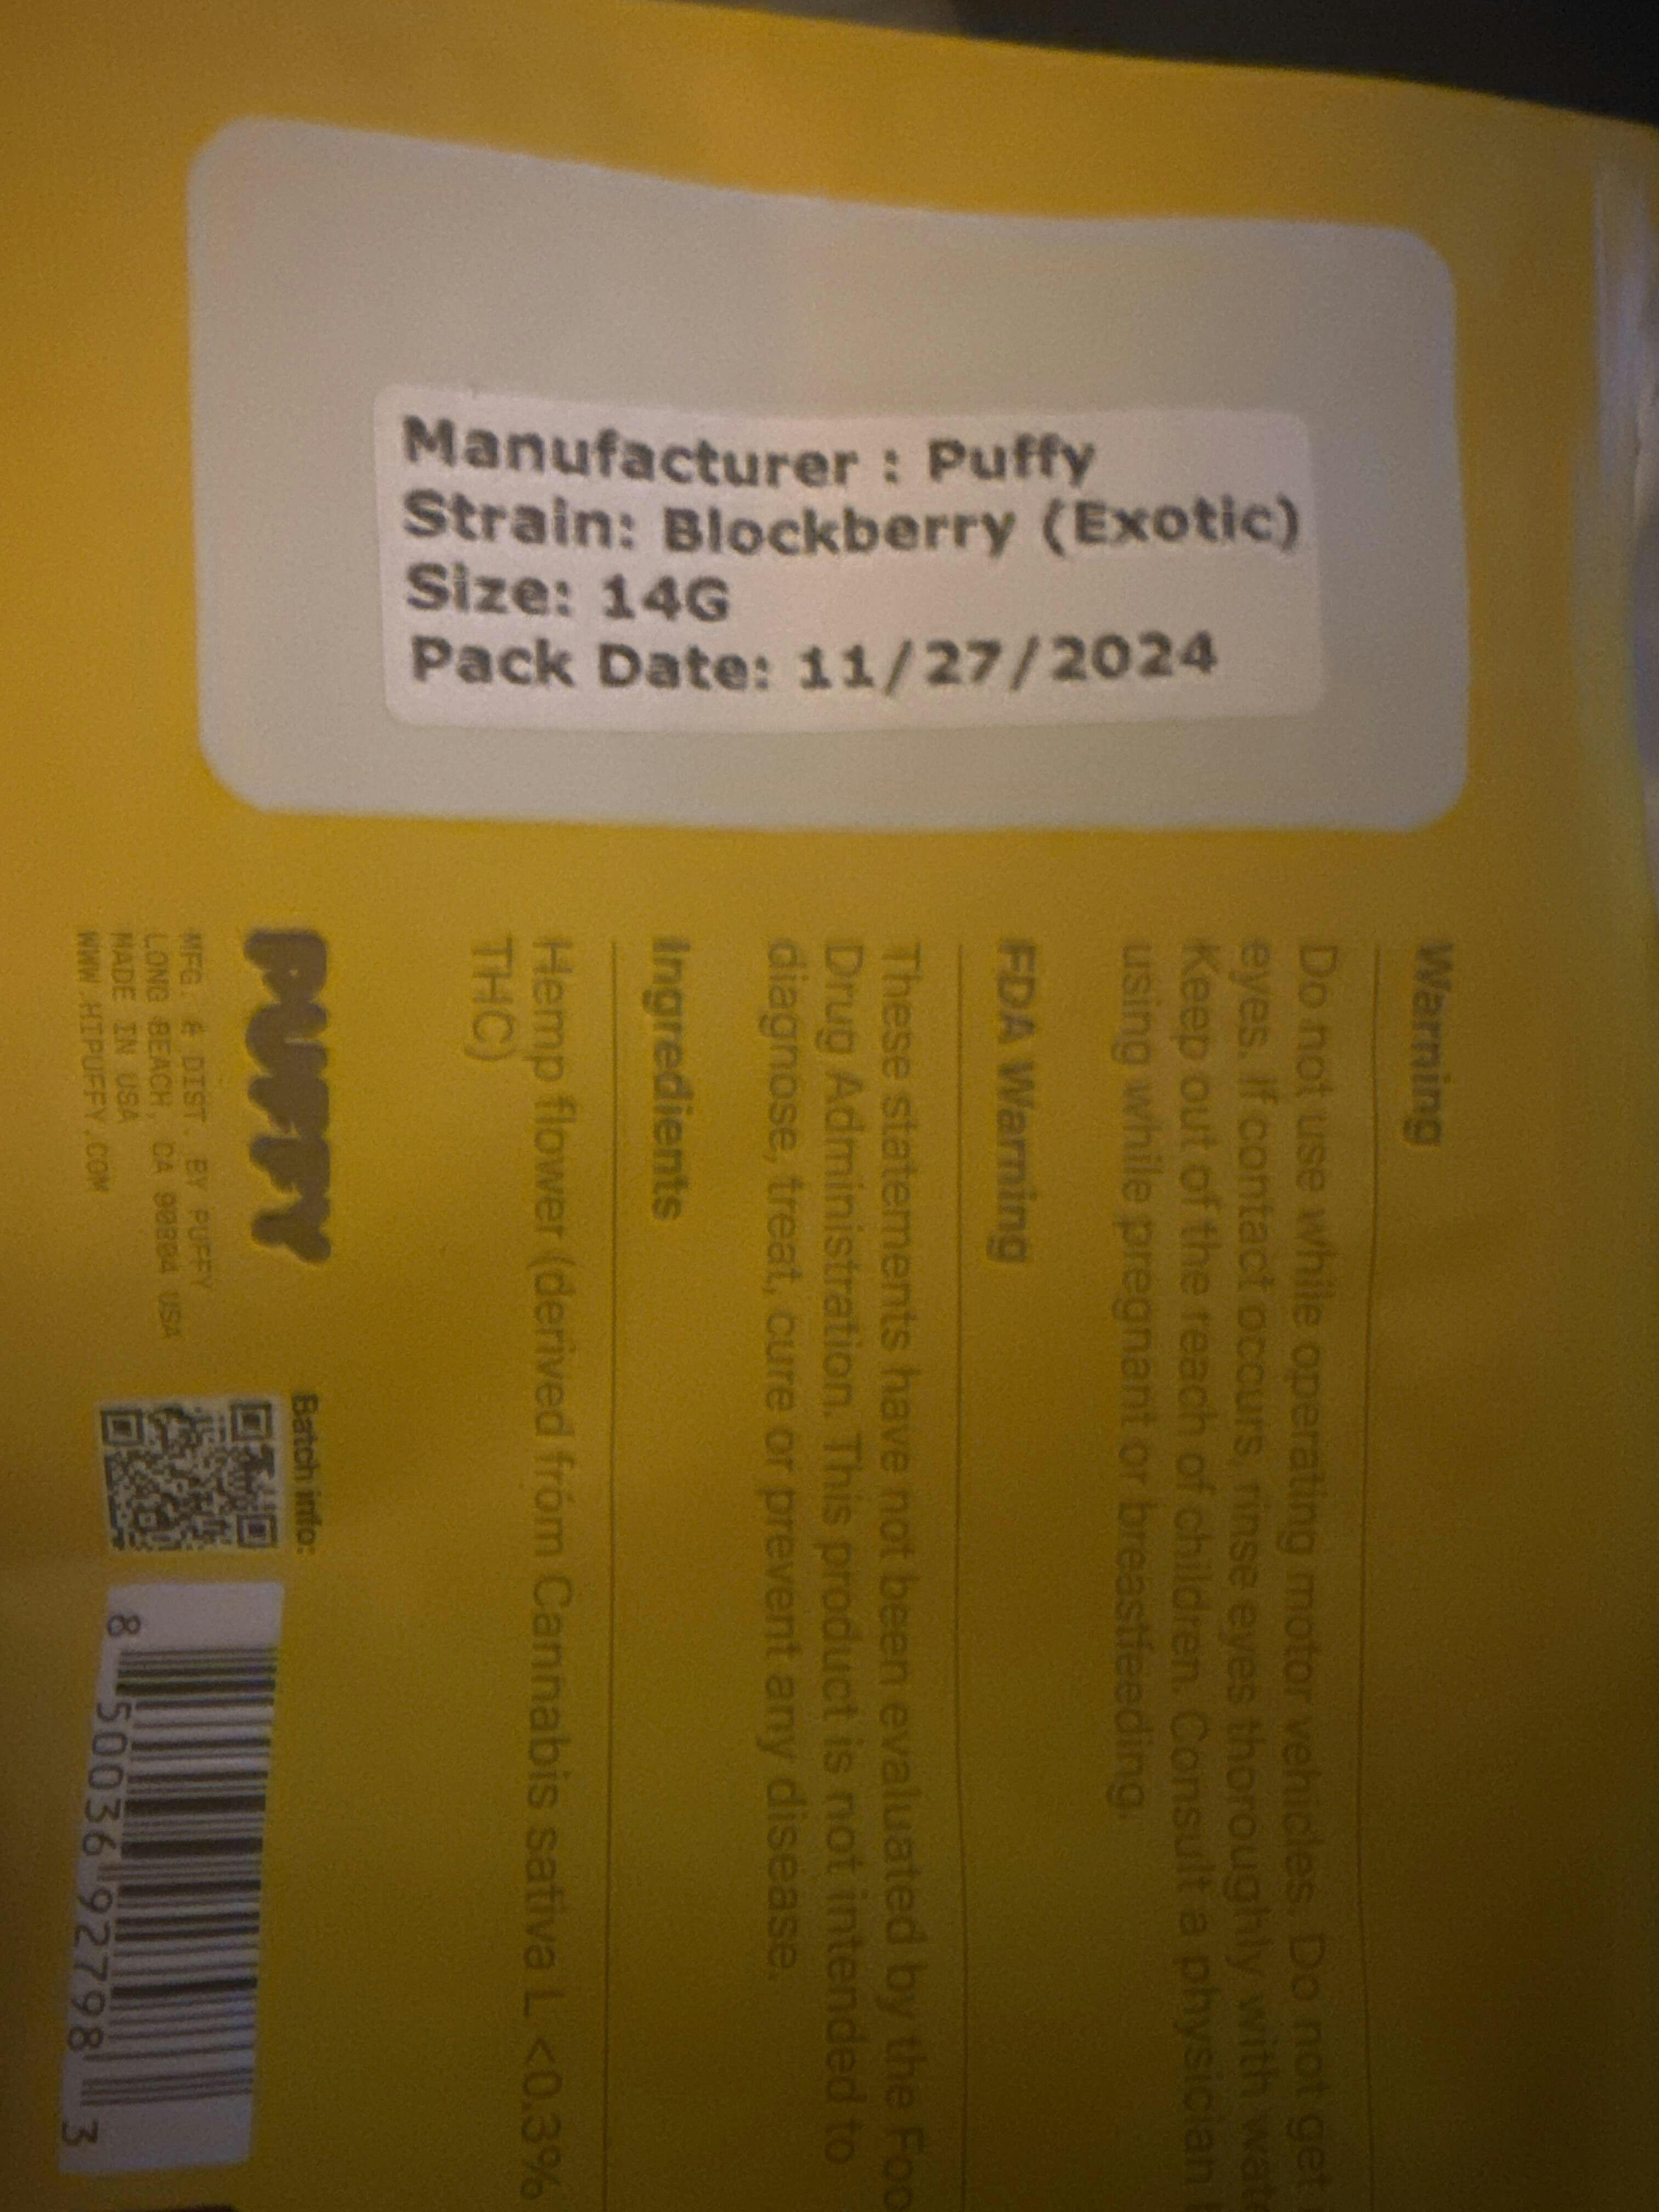 Manufacturer : Puffy
Strain: Blockberry (Exotic)
Size: 14G
Pack Date: 11/27/2024
Warning
Do not use while operating motor vehicles. Do not get
eyes. If contact occurs, rinse eyes thoroughly with wate
Keep out of the reach of children. Consult a physician
using while pregnant or breastfeeding.
FDA Warning
These statements have not been evaluated by the Foo
Drug Administration. This product is not intended to
diagnose, treat, cure or prevent any disease.
Ingredients
Hemp flower (derived from Cannabis sativa L. <0.3%
THC)
PUFFY
MFG. & DIST. BY PUFFY
LONG BEACH, CA 90804 USA
MADE IN USA
WWW.HIPUFFY.COM
Batch info:
8 50036 92798 3